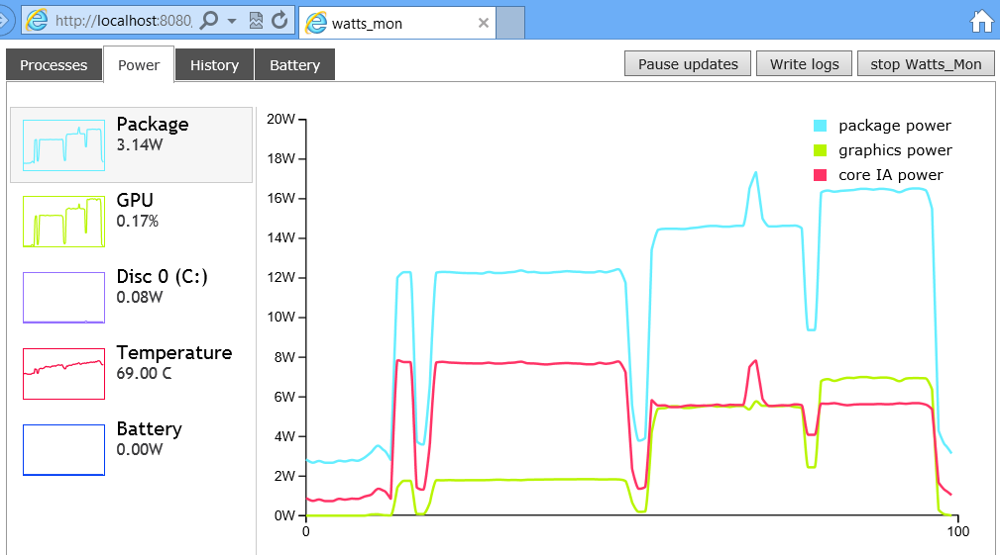 http://localhost:8080
watts_mon
Processes
Power
History
Battery
Pause updates
Write logs
stop Watts_Mon
Package
3.14W
GPU
0.17%
Disc 0 (C:)
0.08W
Temperature
69.00 C
Battery
0.00W
20W
18W
16W
14W
12W
10W
8W
6W
4W
2W
0W
0
100
package power
graphics power
core IA power